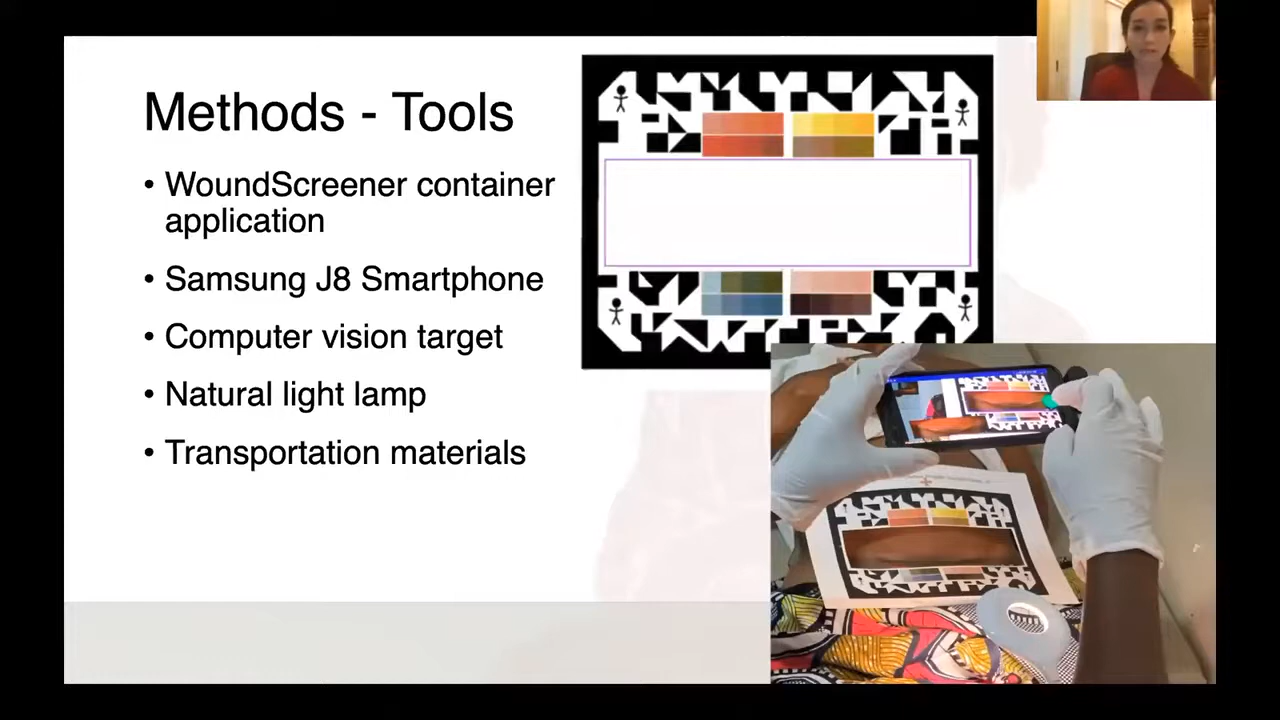 Methods - Tools
• WoundScreener container
application
• Samsung J8 Smartphone
• Computer vision target
• Natural light lamp
• Transportation materials